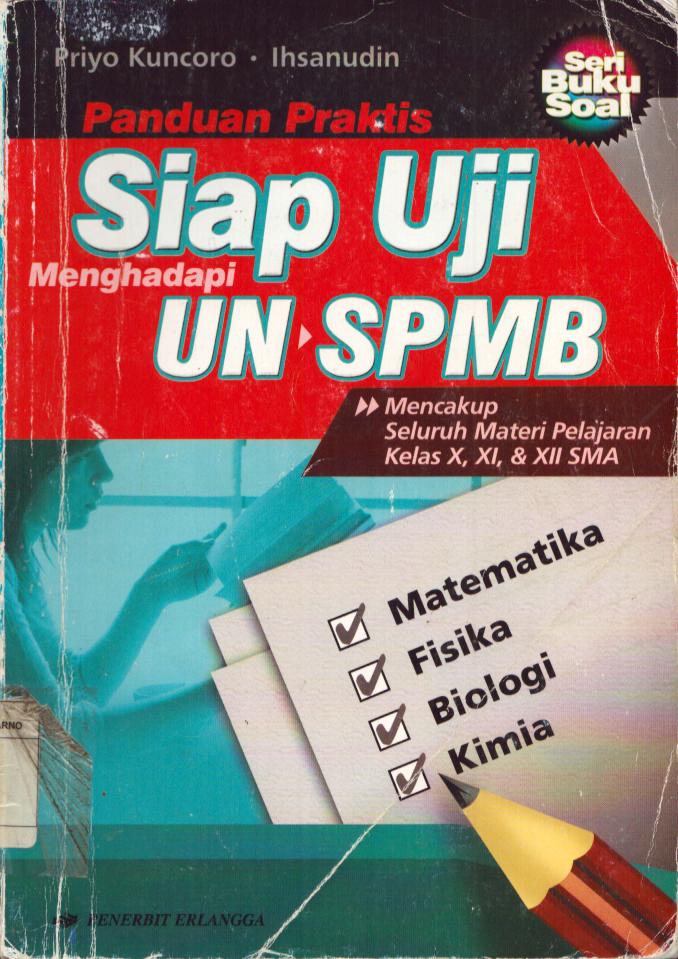 Priyo Kuncoro • Ihsanudin
Seri
Buku
Soal
Panduan Praktis
Siap Uji
Menghadapi
UN SPMB
Mencakup
Seluruh Materi Pelajaran
Kelas X, XI, & XII SMA
Matematika
Fisika
Biologi
Kimia
ARNO
PENERBIT ERLANGGA